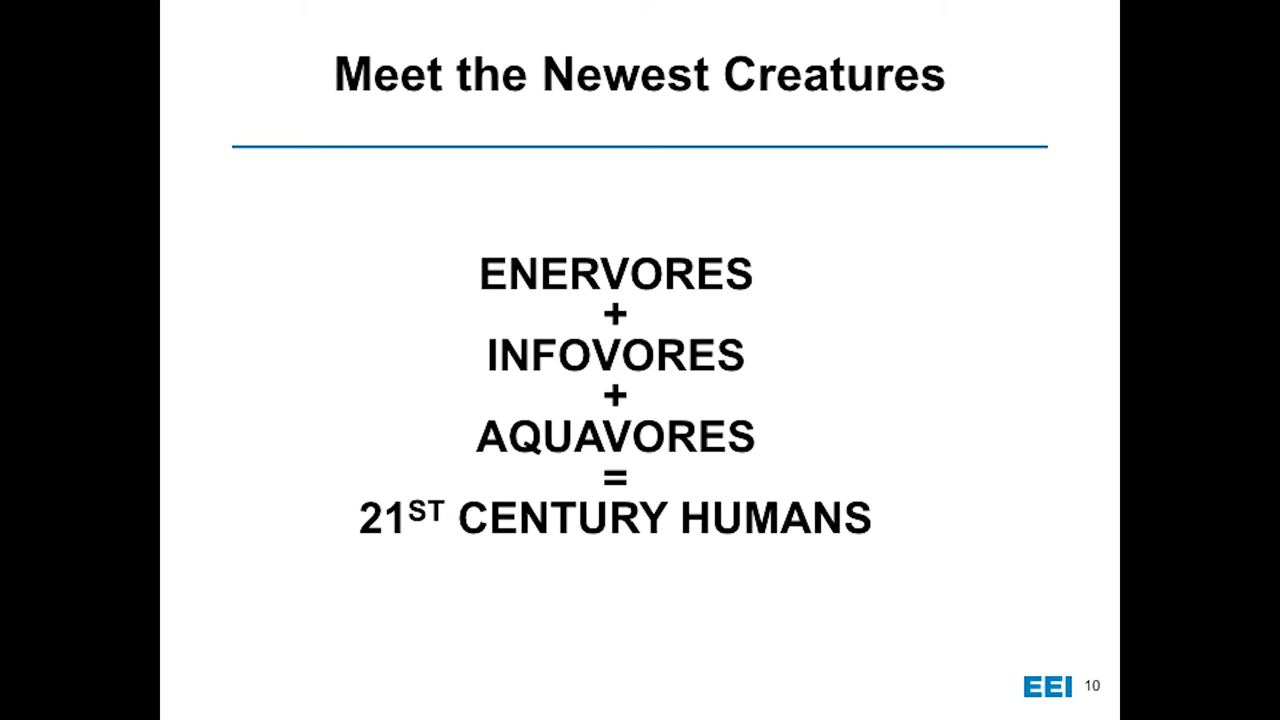 Meet the Newest Creatures
ENERVORES
+
INFOVORES
+
AQUAVORES
=
21ST CENTURY HUMANS
EEI 10